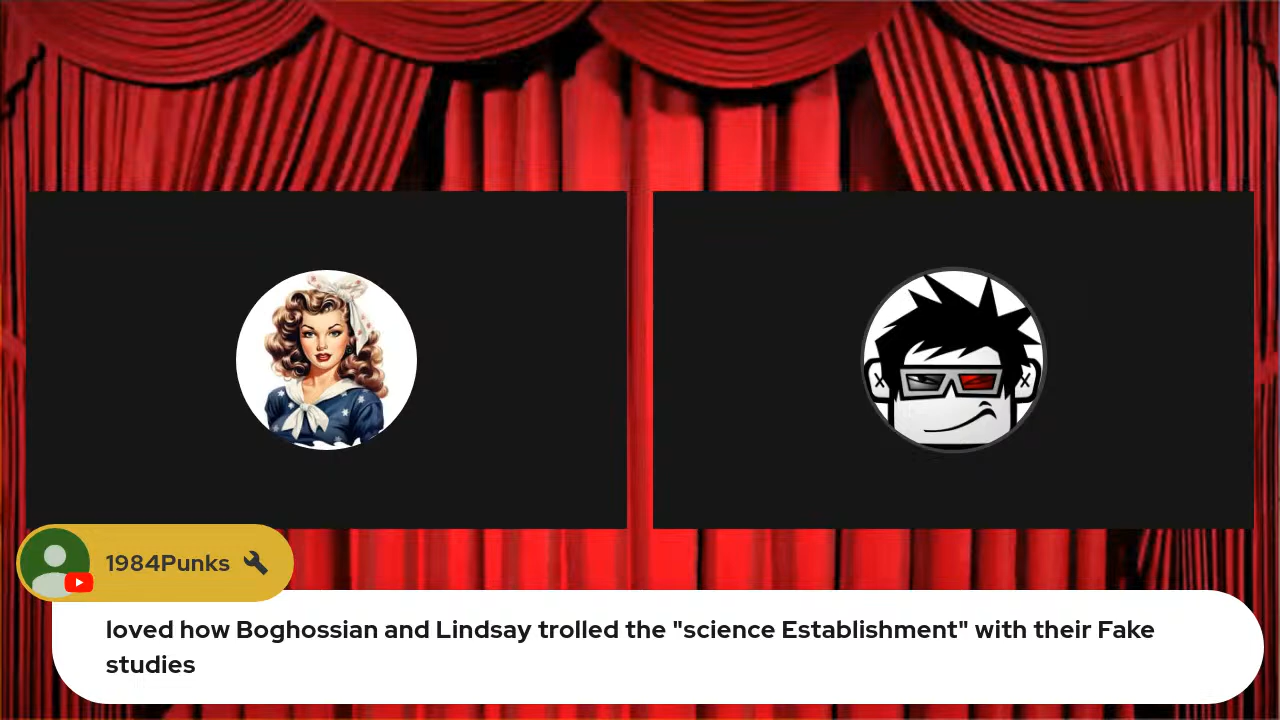 1984Punks
loved how Boghossian and Lindsay trolled the "science Establishment" with their Fake
studies